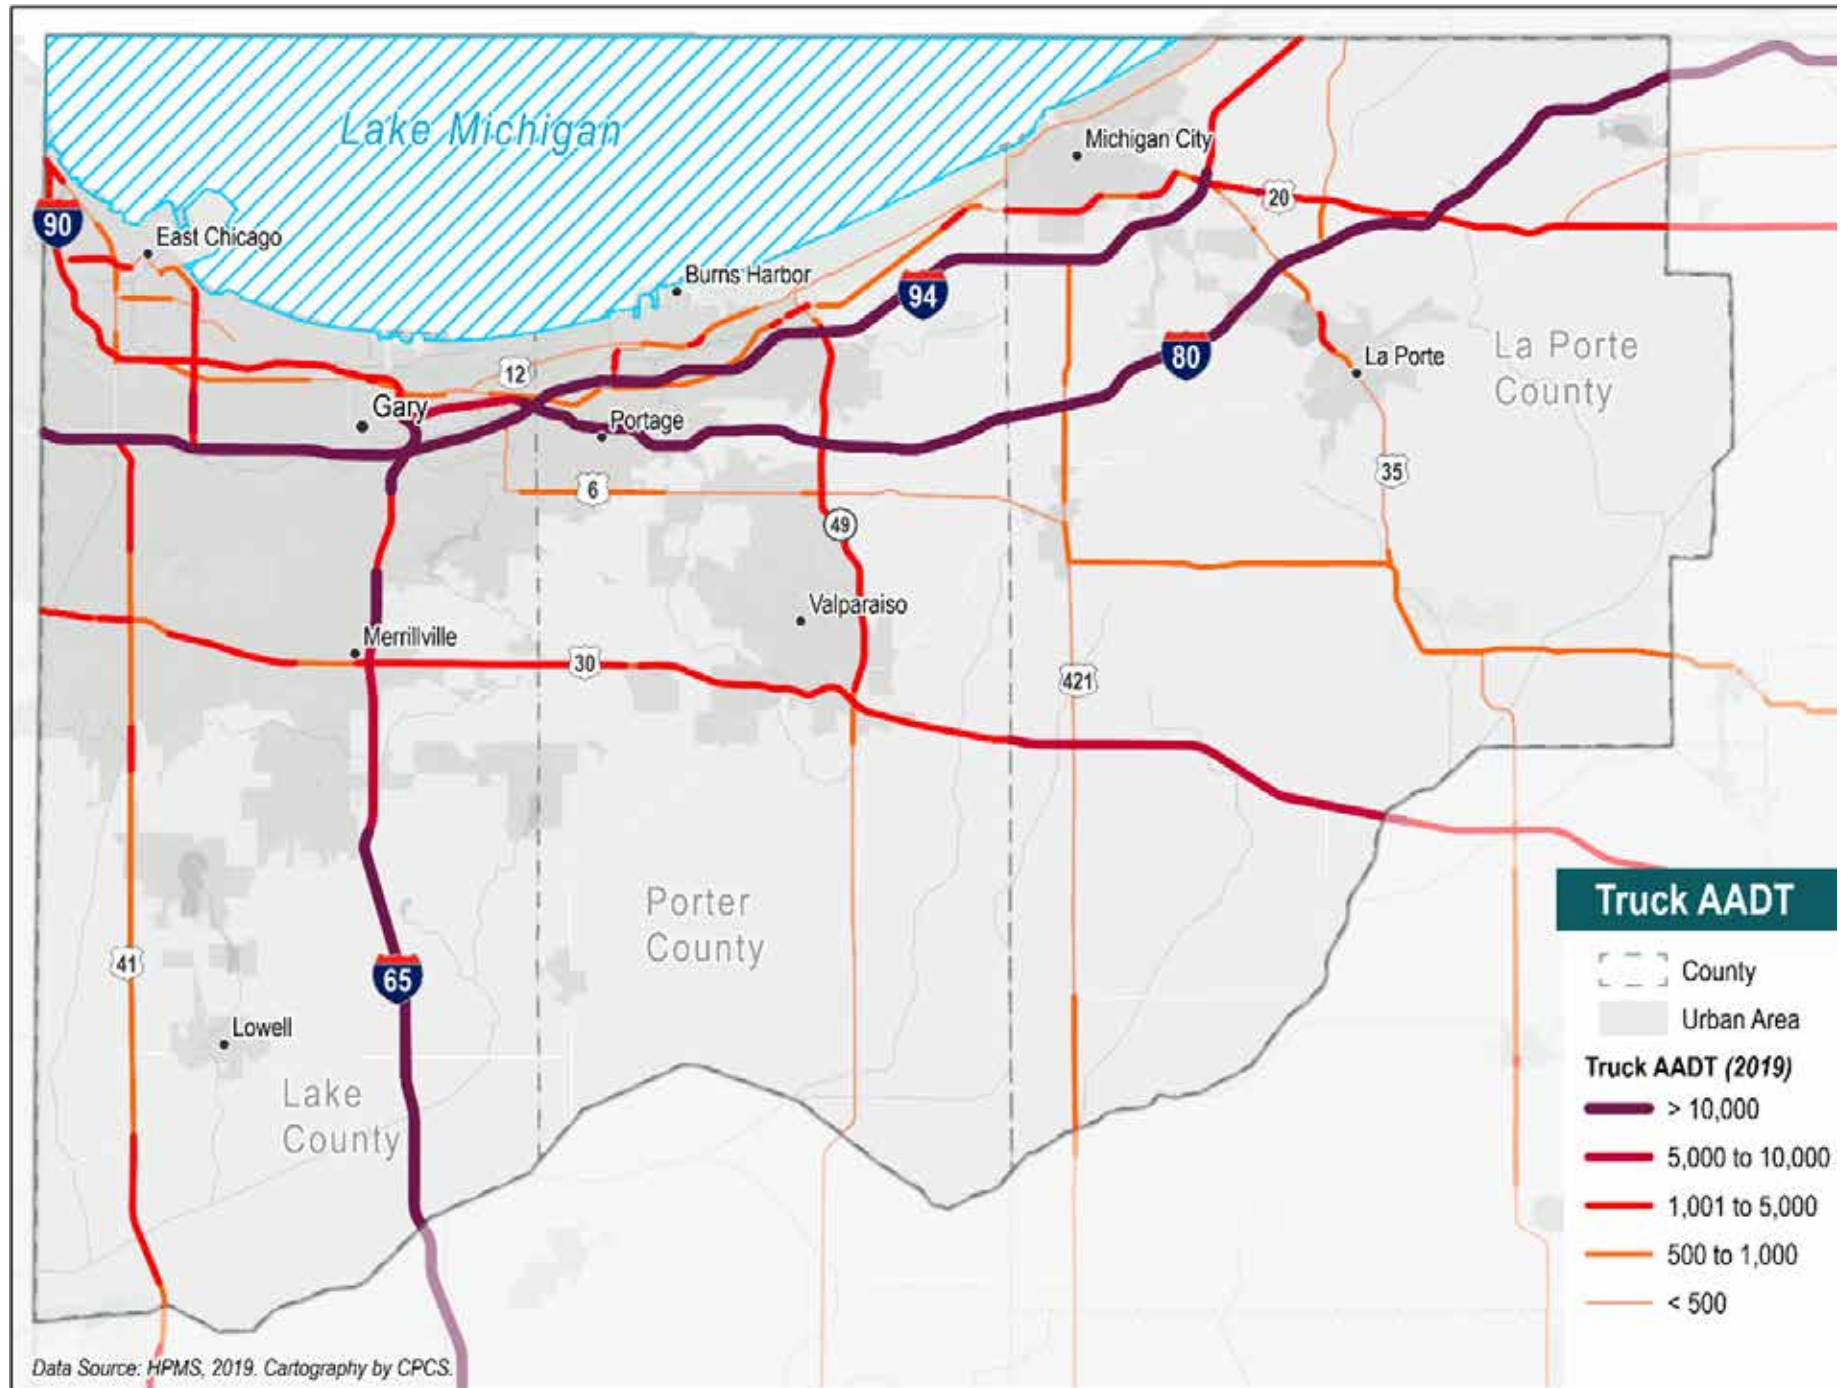 Lake Michigan
Michigan City
20
90
East Chicago
Burns Harbor
94
80
La Porte
County
La Porte
12
Gary
Portage
6
35
49
Valparaiso
Merrillville
30
421
Porter
County
41
65
Lowell
Lake
County
Truck AADT
County
Urban Area
Truck AADT (2019)
> 10,000
5,000 to 10,000
1,001 to 5,000
500 to 1,000
< 500
Data Source: HPMS, 2019. Cartography by CPCS.